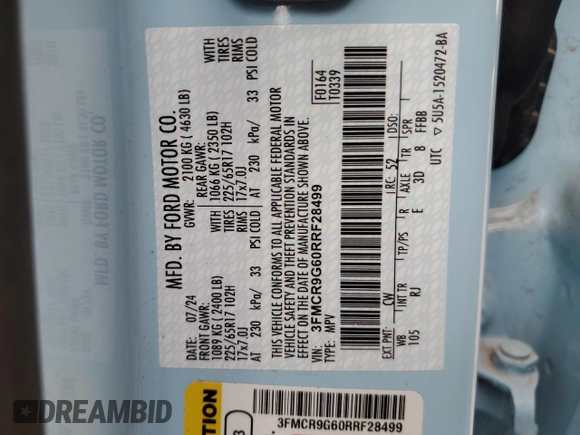 MFD. BY FORD MOTOR CO.
DATE: 07/24 GVWR: 2100 KG ( 4630 LB)
FRONT GAWR: REAR GAWR:
1089 KG ( 2400 LB) WITH 1066 KG ( 2350 LB) WITH
225/65R17 102H TIRES 225/65R17 102H TIRES
17x7.0J RIMS 17x7.0J RIMS
AT 230 kPa/ 33 PSI COLD AT 230 kPa/ 33 PSI COLD
THIS VEHICLE CONFORMS TO ALL APPLICABLE FEDERAL MOTOR
VEHICLE SAFETY AND THEFT PREVENTION STANDARDS IN
EFFECT ON THE DATE OF MANUFACTURE SHOWN ABOVE.
VIN: 3FMCR9G60RRF28499 F0164
TYPE: MPV T0339
EXT PNT: CW RC: 52 DSO:
WB INT TR TP/PS R AXLE TR SPR
105 RJ E 3D 8 FFBB
UTC 5U5A-1520472-BA
3FMCR9G60RRF28499
DREAMBID